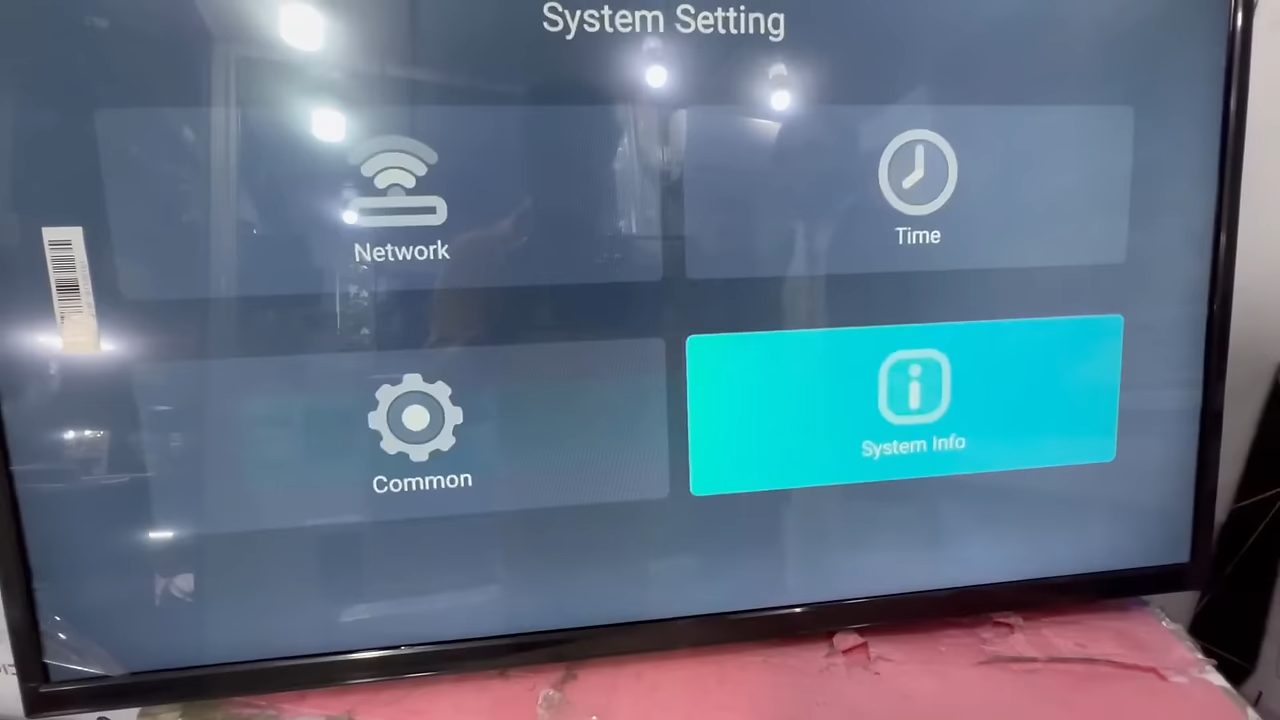 System Setting
Network
Time
Common
System Info